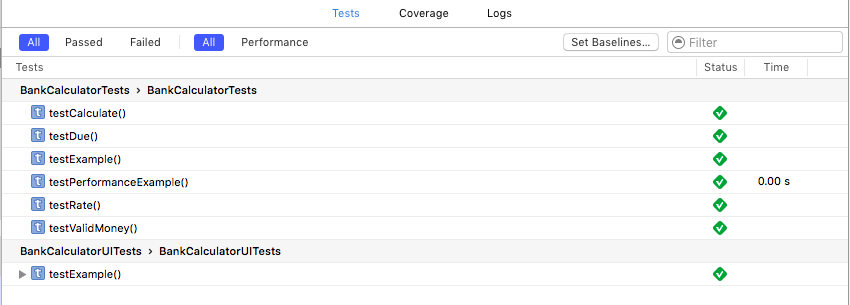 Tests Coverage Logs
All Passed Failed All Performance Set Baselines... Filter
Tests Status Time
BankCalculatorTests › BankCalculatorTests
t testCalculate()
t testDue()
t testExample()
t testPerformanceExample() 0.00 s
t testRate()
t testValidMoney()
BankCalculatorUITests › BankCalculatorUITests
t testExample()